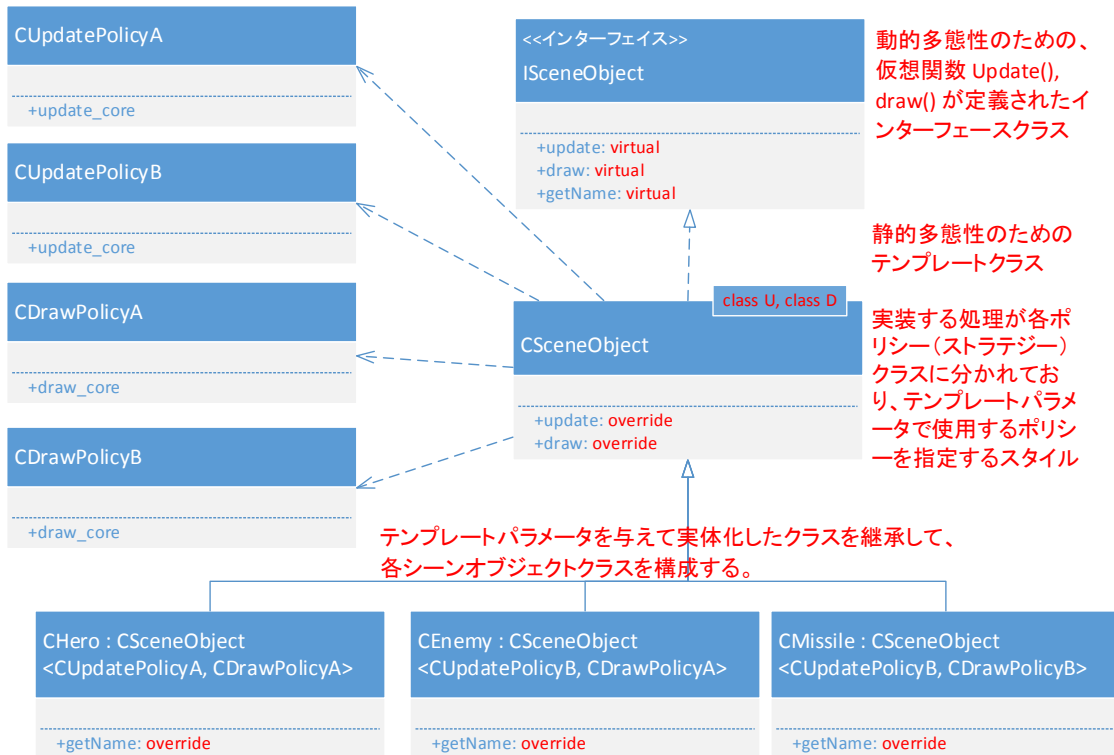 CUpdatePolicyA
+update_core
CUpdatePolicyB
+update_core
CDrawPolicyA
+draw_core
CDrawPolicyB
+draw_core
<<インターフェイス>>
ISceneObject
+update: virtual
+draw: virtual
+getName: virtual
動的多態性のための、
仮想関数 Update(),
draw() が定義されたイ
ンターフェースクラス
静的多態性のための
テンプレートクラス
class U, class D
CSceneObject
+update: override
+draw: override
実装する処理が各ポ
リシー(ストラテジー)
クラスに分かれてお
り、テンプレートパラメ
ータで使用するポリシ
ーを指定するスタイル
テンプレートパラメータを与えて実体化したクラスを継承して、
各シーンオブジェクトクラスを構成する。
CHero : CSceneObject
<CUpdatePolicyA, CDrawPolicyA>
+getName: override
CEnemy : CSceneObject
<CUpdatePolicyB, CDrawPolicyA>
+getName: override
CMissile : CSceneObject
<CUpdatePolicyB, CDrawPolicyB>
+getName: override